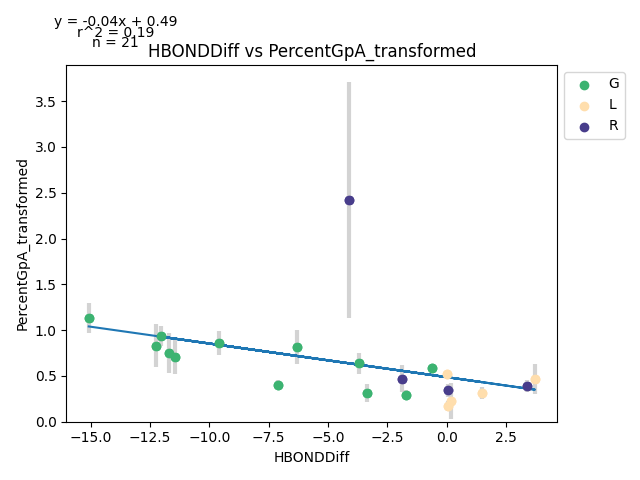 y = -0.04x + 0.49
r^2 = 0.19
n = 21
HBONDDiff vs PercentGpA_transformed
G
L
R
PercentGpA_transformed
3.5
3.0
2.5
2.0
1.5
1.0
0.5
0.0
−15.0 −12.5 −10.0 −7.5 −5.0 −2.5 0.0 2.5
HBONDDiff